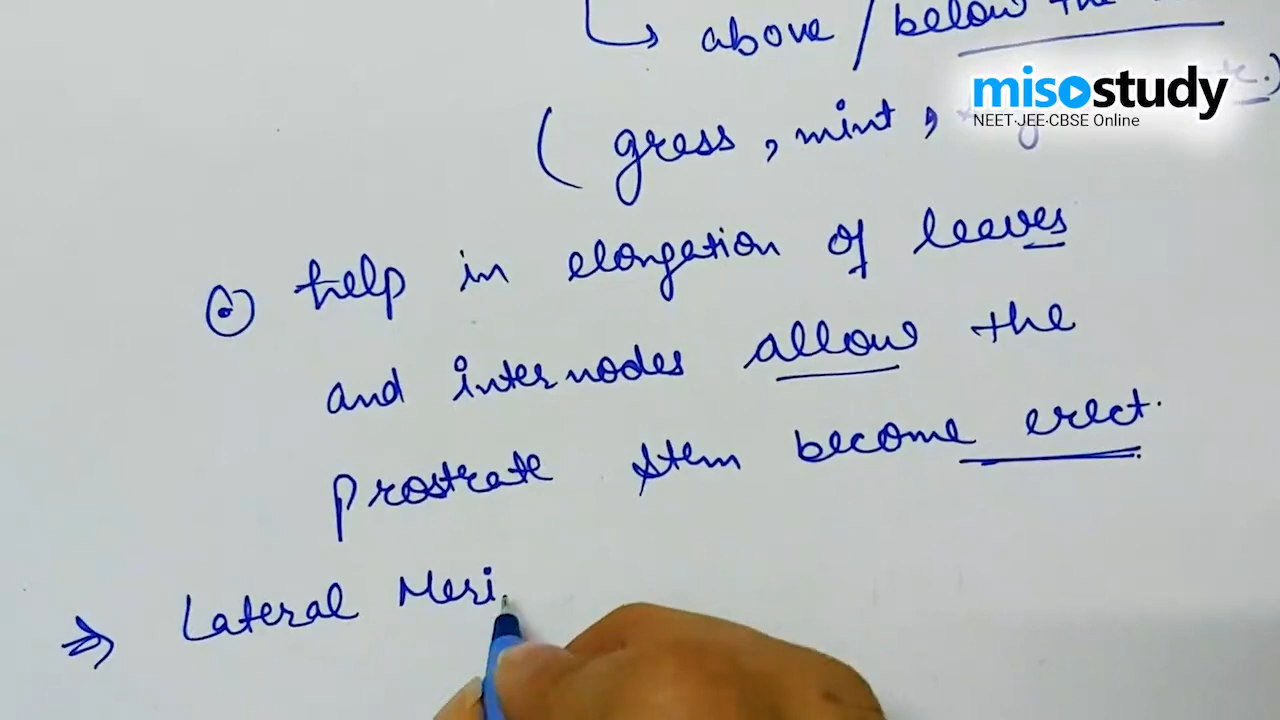 above / below the
misostudy
NEET·JEE·CBSE Online
( gress, mint,
help in elongation of leaves
and internodes allow the
prostrate stem become erect.
⇒ Lateral Meri